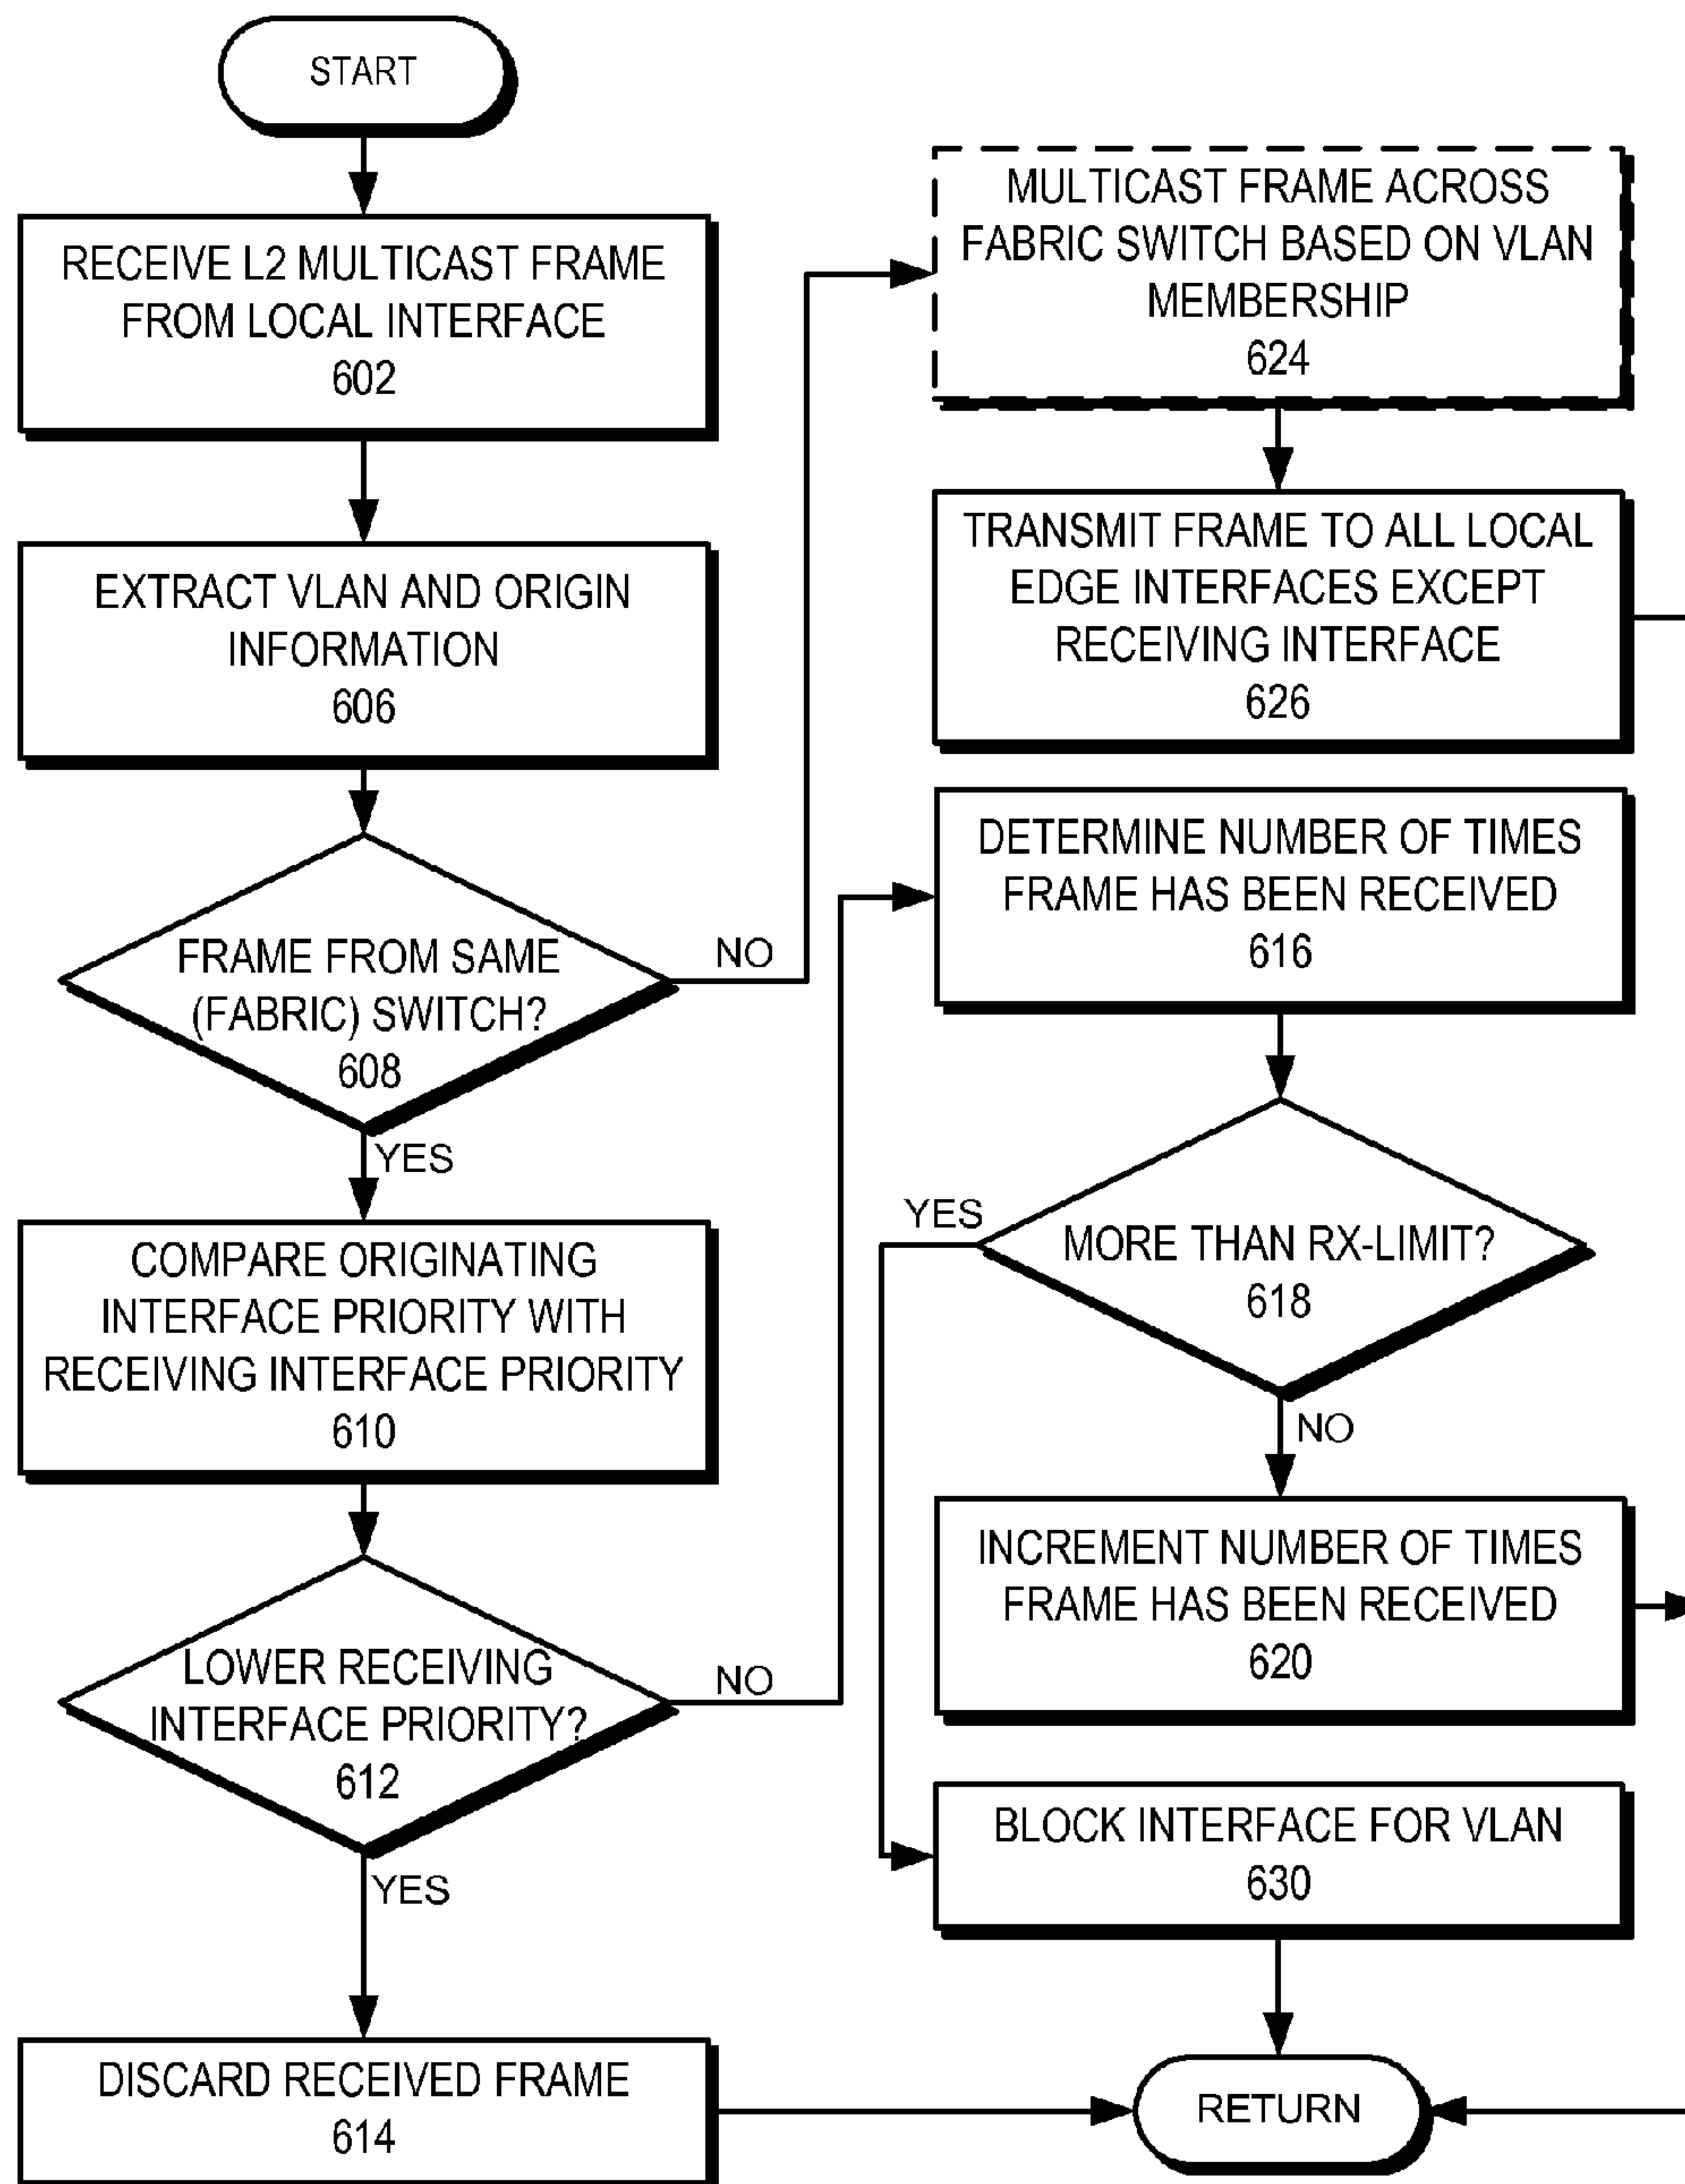 START
RECEIVE L2 MULTICAST FRAME
FROM LOCAL INTERFACE
602
EXTRACT VLAN AND ORIGIN
INFORMATION
606
FRAME FROM SAME
(FABRIC) SWITCH?
608
NO
YES
COMPARE ORIGINATING
INTERFACE PRIORITY WITH
RECEIVING INTERFACE PRIORITY
610
LOWER RECEIVING
INTERFACE PRIORITY?
612
NO
YES
DISCARD RECEIVED FRAME
614
MULTICAST FRAME ACROSS
FABRIC SWITCH BASED ON VLAN
MEMBERSHIP
624
TRANSMIT FRAME TO ALL LOCAL
EDGE INTERFACES EXCEPT
RECEIVING INTERFACE
626
DETERMINE NUMBER OF TIMES
FRAME HAS BEEN RECEIVED
616
YES
MORE THAN RX-LIMIT?
618
NO
INCREMENT NUMBER OF TIMES
FRAME HAS BEEN RECEIVED
620
BLOCK INTERFACE FOR VLAN
630
RETURN